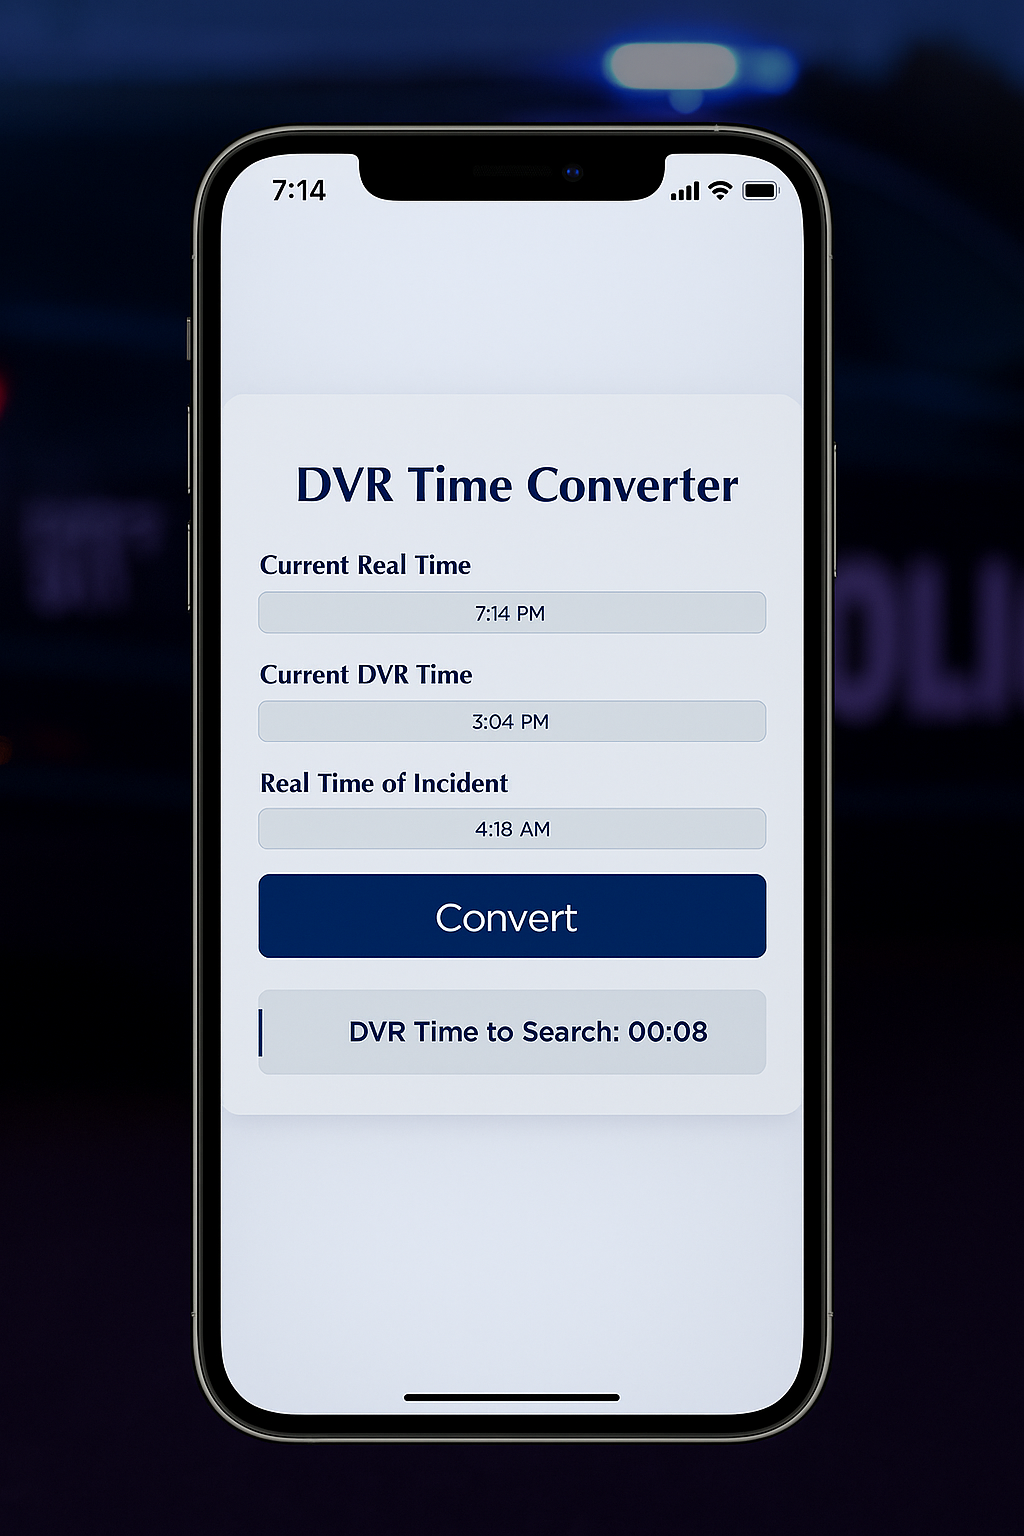 7:14
DVR Time Converter
Current Real Time
7:14 PM
Current DVR Time
3:04 PM
Real Time of Incident
4:18 AM
Convert
DVR Time to Search: 00:08
OLI